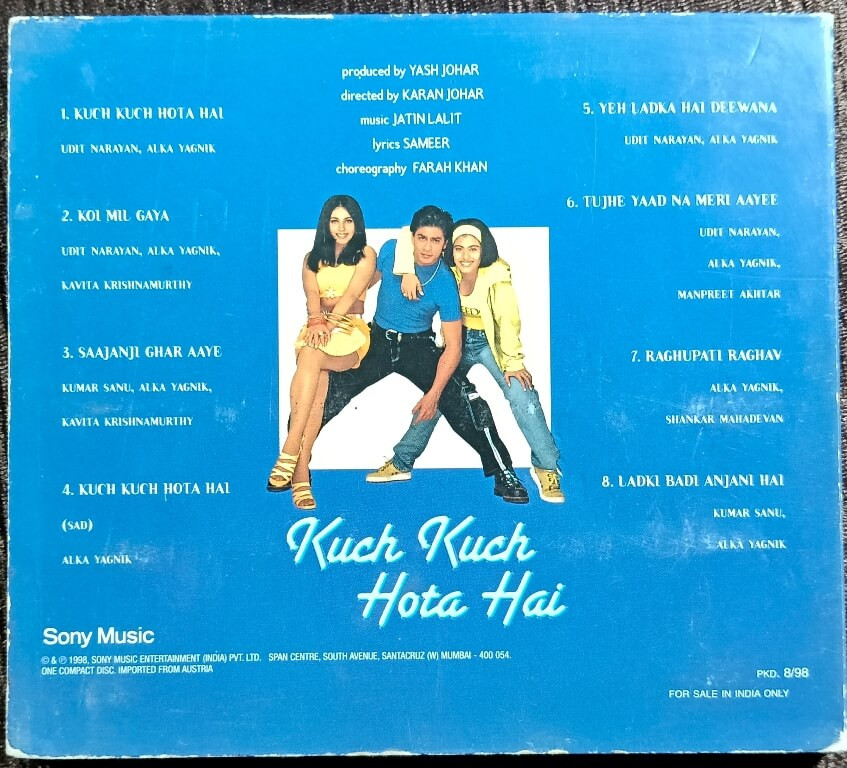 produced by YASH JOHAR
directed by KARAN JOHAR
music JATIN LALIT
lyrics SAMEER
choreography FARAH KHAN
1. KUCH KUCH HOTA HAI
UDIT NARAYAN, ALKA YAGNIK
2. KOI MIL GAYA
UDIT NARAYAN, ALKA YAGNIK,
KAVITA KRISHNAMURTHY
3. SAAJANJI GHAR AAYE
KUMAR SANU, ALKA YAGNIK,
KAVITA KRISHNAMURTHY
4. KUCH KUCH HOTA HAI
(SAD)
ALKA YAGNIK
5. YEH LADKA HAI DEEWANA
UDIT NARAYAN, ALKA YAGNIK
6. TUJHE YAAD NA MERI AAYEE
UDIT NARAYAN,
ALKA YAGNIK,
MANPREET AKHTAR
7. RAGHUPATI RAGHAV
ALKA YAGNIK,
SHANKAR MAHADEVAN
8. LADKI BADI ANJANI HAI
KUMAR SANU,
ALKA YAGNIK
Kuch Kuch
Hota Hai
Sony Music
© & ℗ 1998, SONY MUSIC ENTERTAINMENT (INDIA) PVT. LTD. SPAN CENTRE, SOUTH AVENUE, SANTACRUZ (W) MUMBAI - 400 054.
ONE COMPACT DISC. IMPORTED FROM AUSTRIA
PKD. 8/98
FOR SALE IN INDIA ONLY